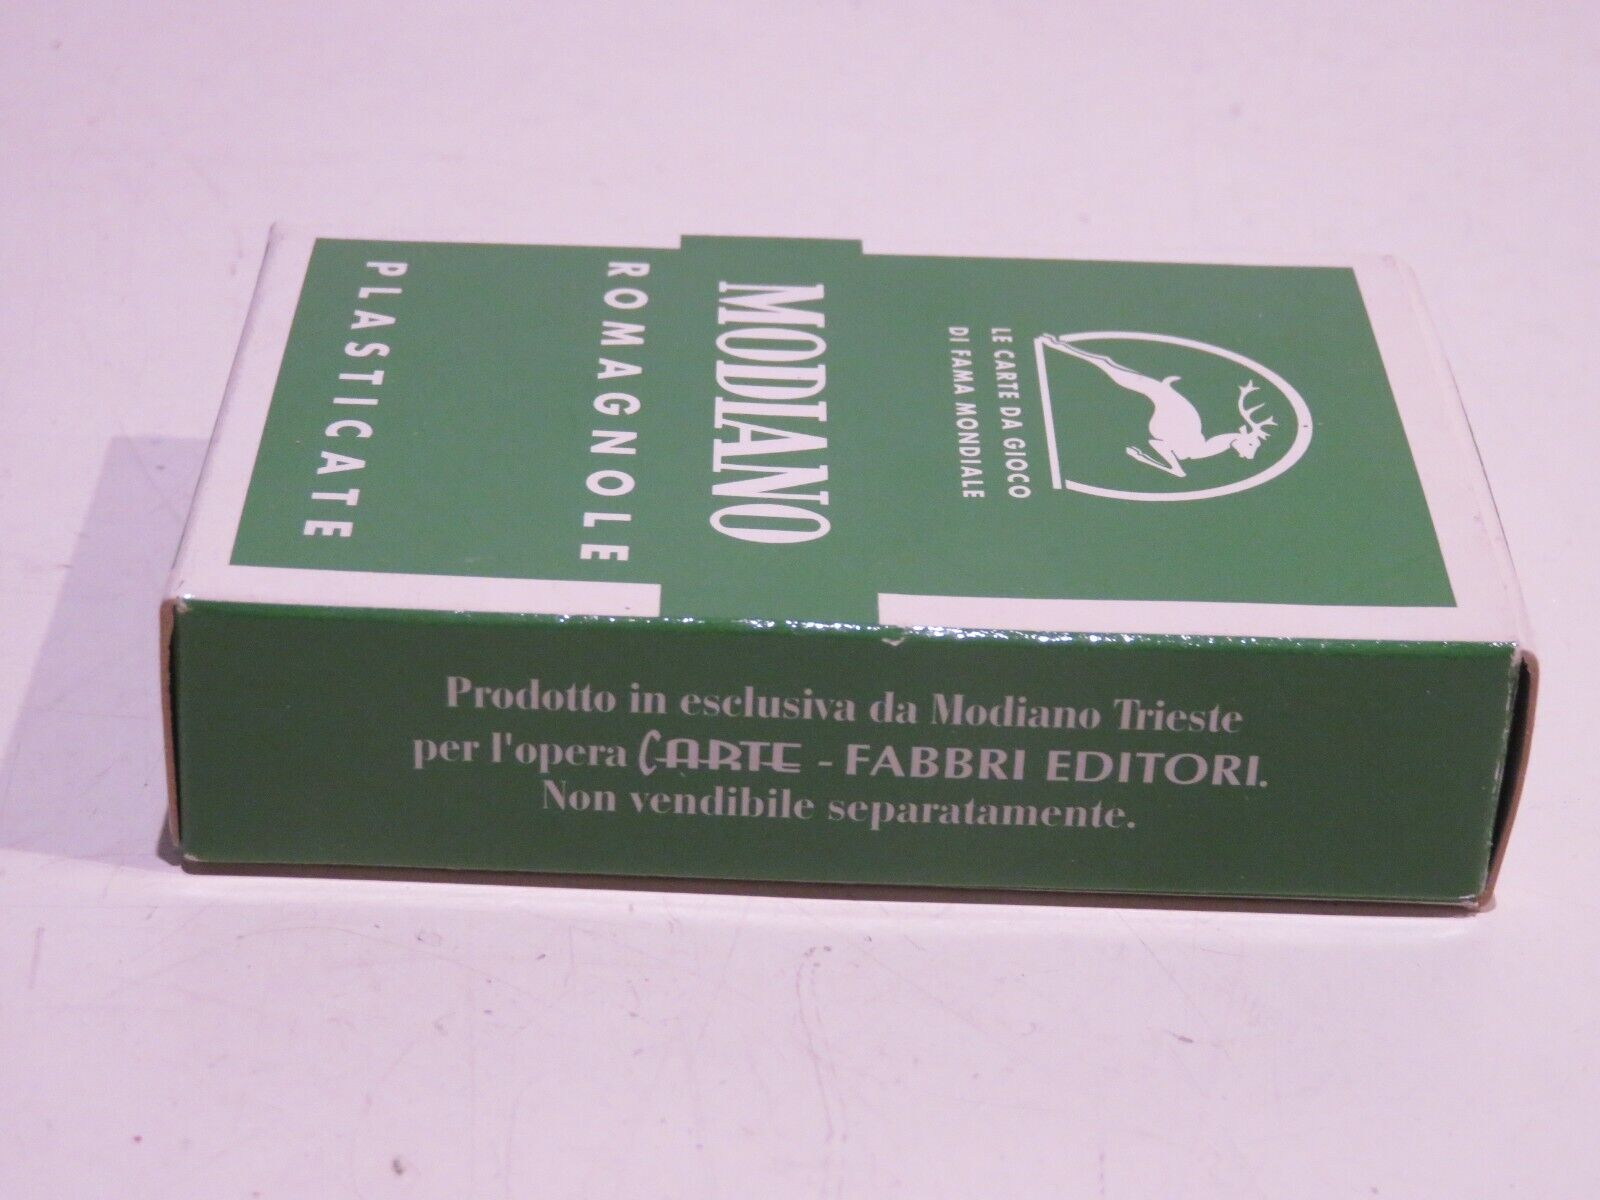 LE CARTE DA GIOCO
DI FAMA MONDIALE
MODIANO
ROMAGNOLE
PLASTICATE
Prodotto in esclusiva da Modiano Trieste
per l'opera CARTE - FABBRI EDITORI.
Non vendibile separatamente.